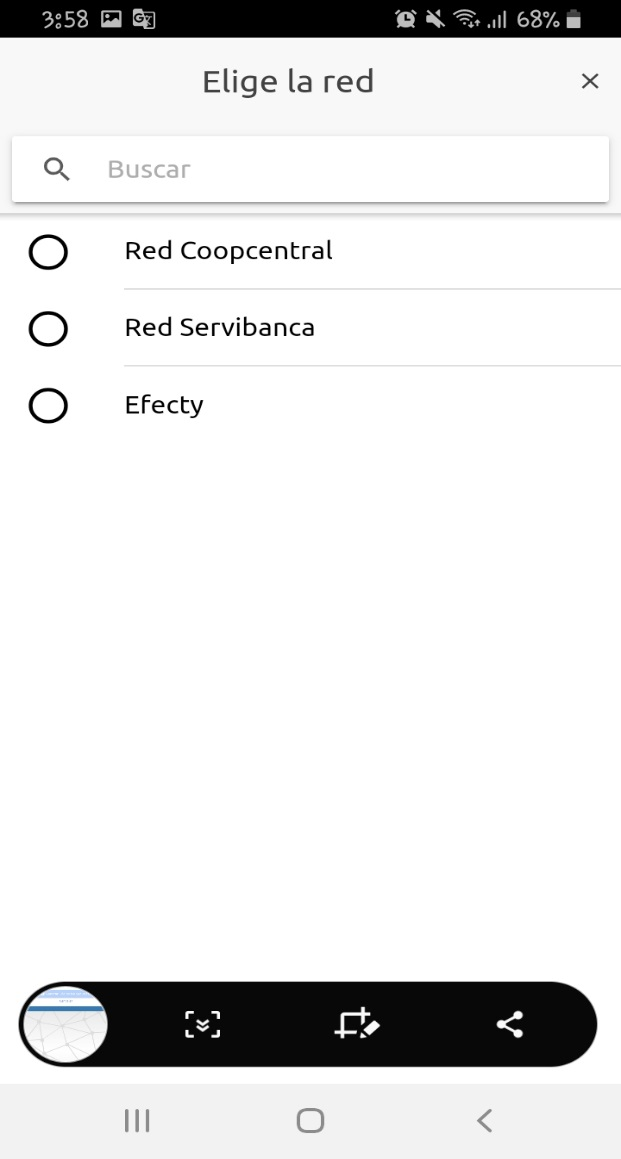 3:58
68%
Elige la red
Buscar
Red Coopcentral
Red Servibanca
Efecty